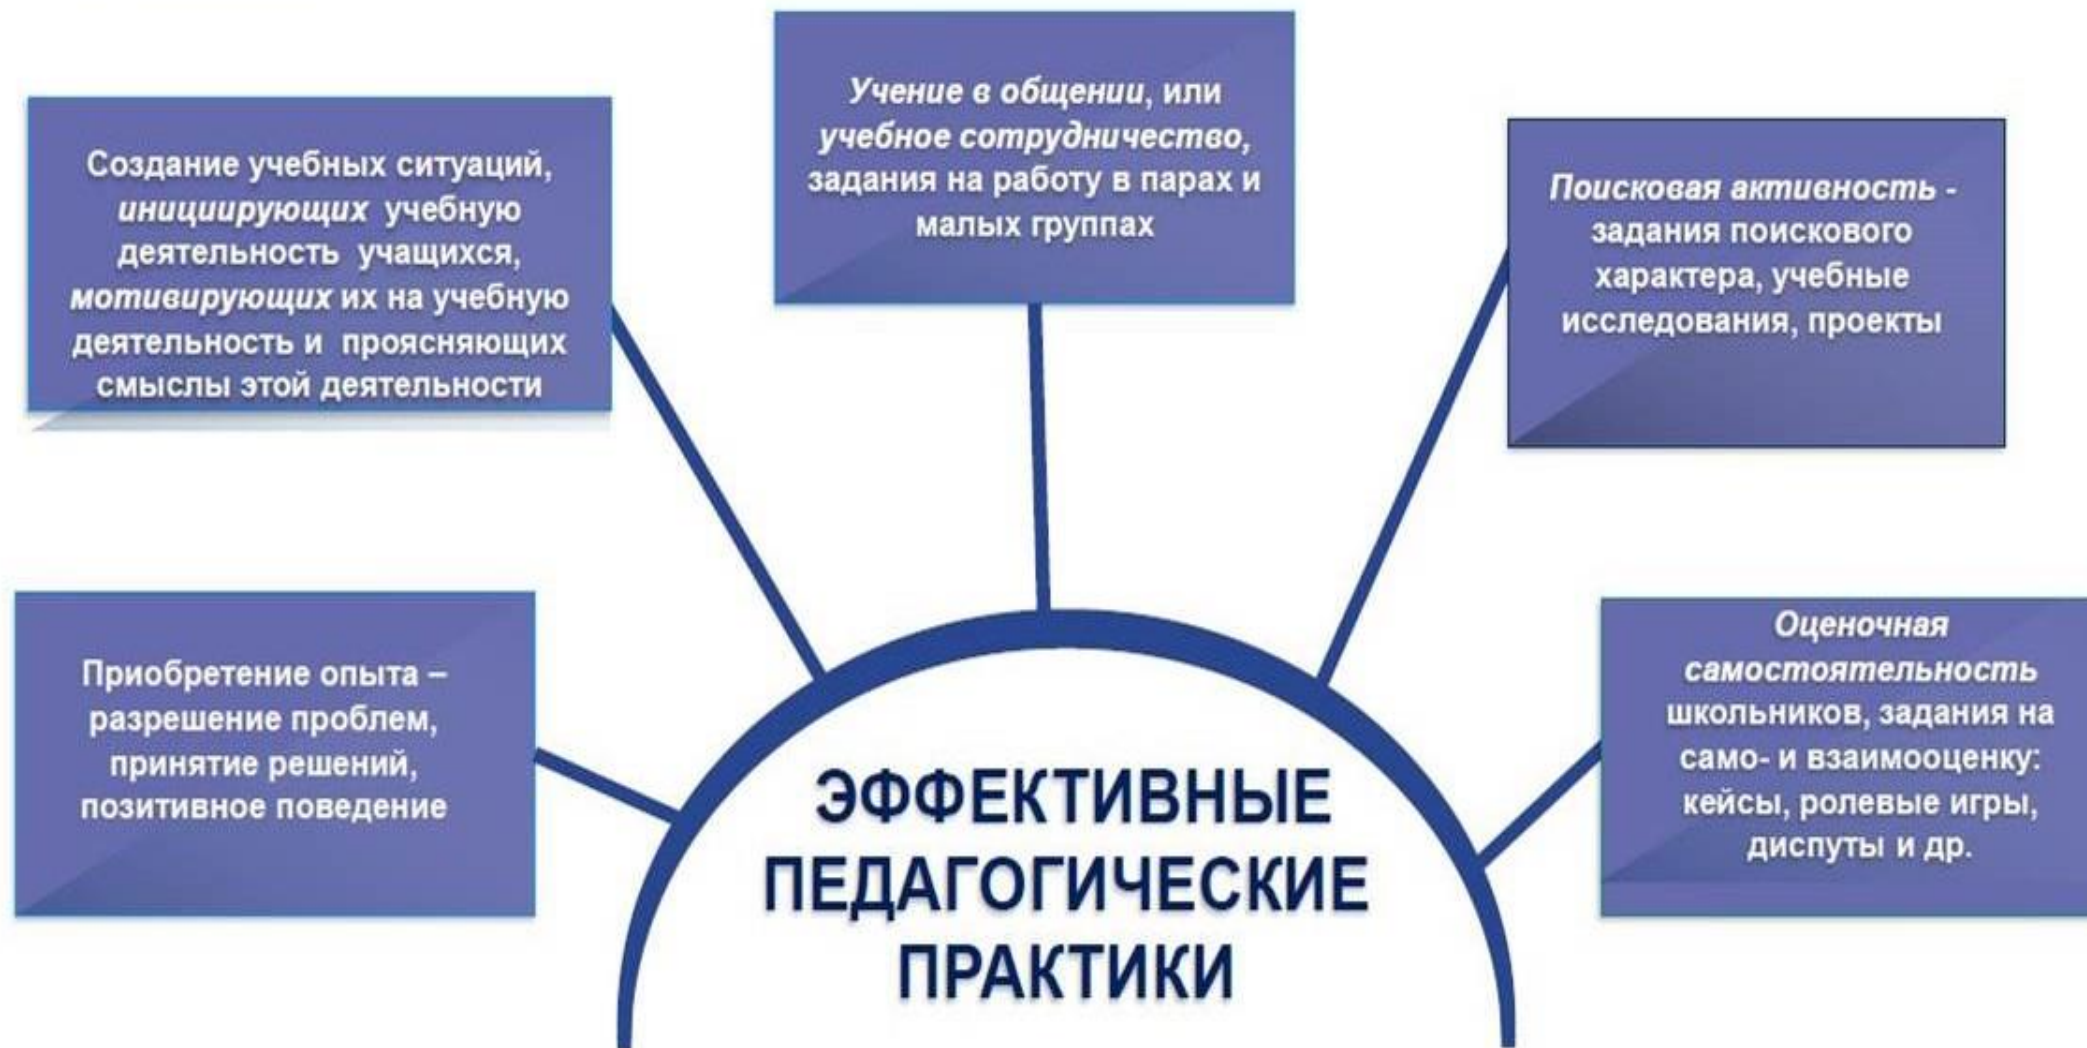 Создание учебных ситуаций,
инициирующих учебную
деятельность учащихся,
мотивирующих их на учебную
деятельность и проясняющих
смыслы этой деятельности
Учение в общении, или
учебное сотрудничество,
задания на работу в парах и
малых группах
Поисковая активность -
задания поискового
характера, учебные
исследования, проекты
Приобретение опыта –
разрешение проблем,
принятие решений,
позитивное поведение
Оценочная
самостоятельность
школьников, задания на
само- и взаимооценку:
кейсы, ролевые игры,
диспуты и др.
ЭФФЕКТИВНЫЕ
ПЕДАГОГИЧЕСКИЕ
ПРАКТИКИ